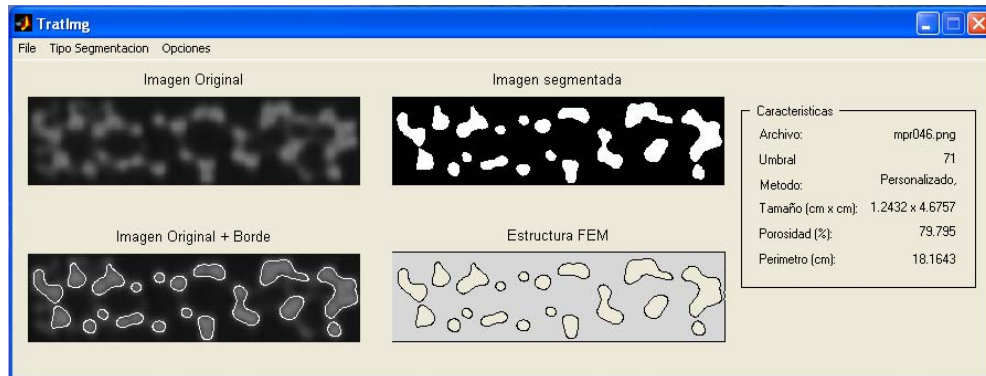 TratImg
File Tipo Segmentacion Opciones
Imagen Original
Imagen segmentada
Imagen Original + Borde
Estructura FEM
Caracteristicas
Archivo: mpr046.png
Umbral 71
Metodo: Personalizado,
Tamaño (cm x cm): 1.2432 x 4.6757
Porosidad (%): 79.795
Perimetro (cm): 18.1643